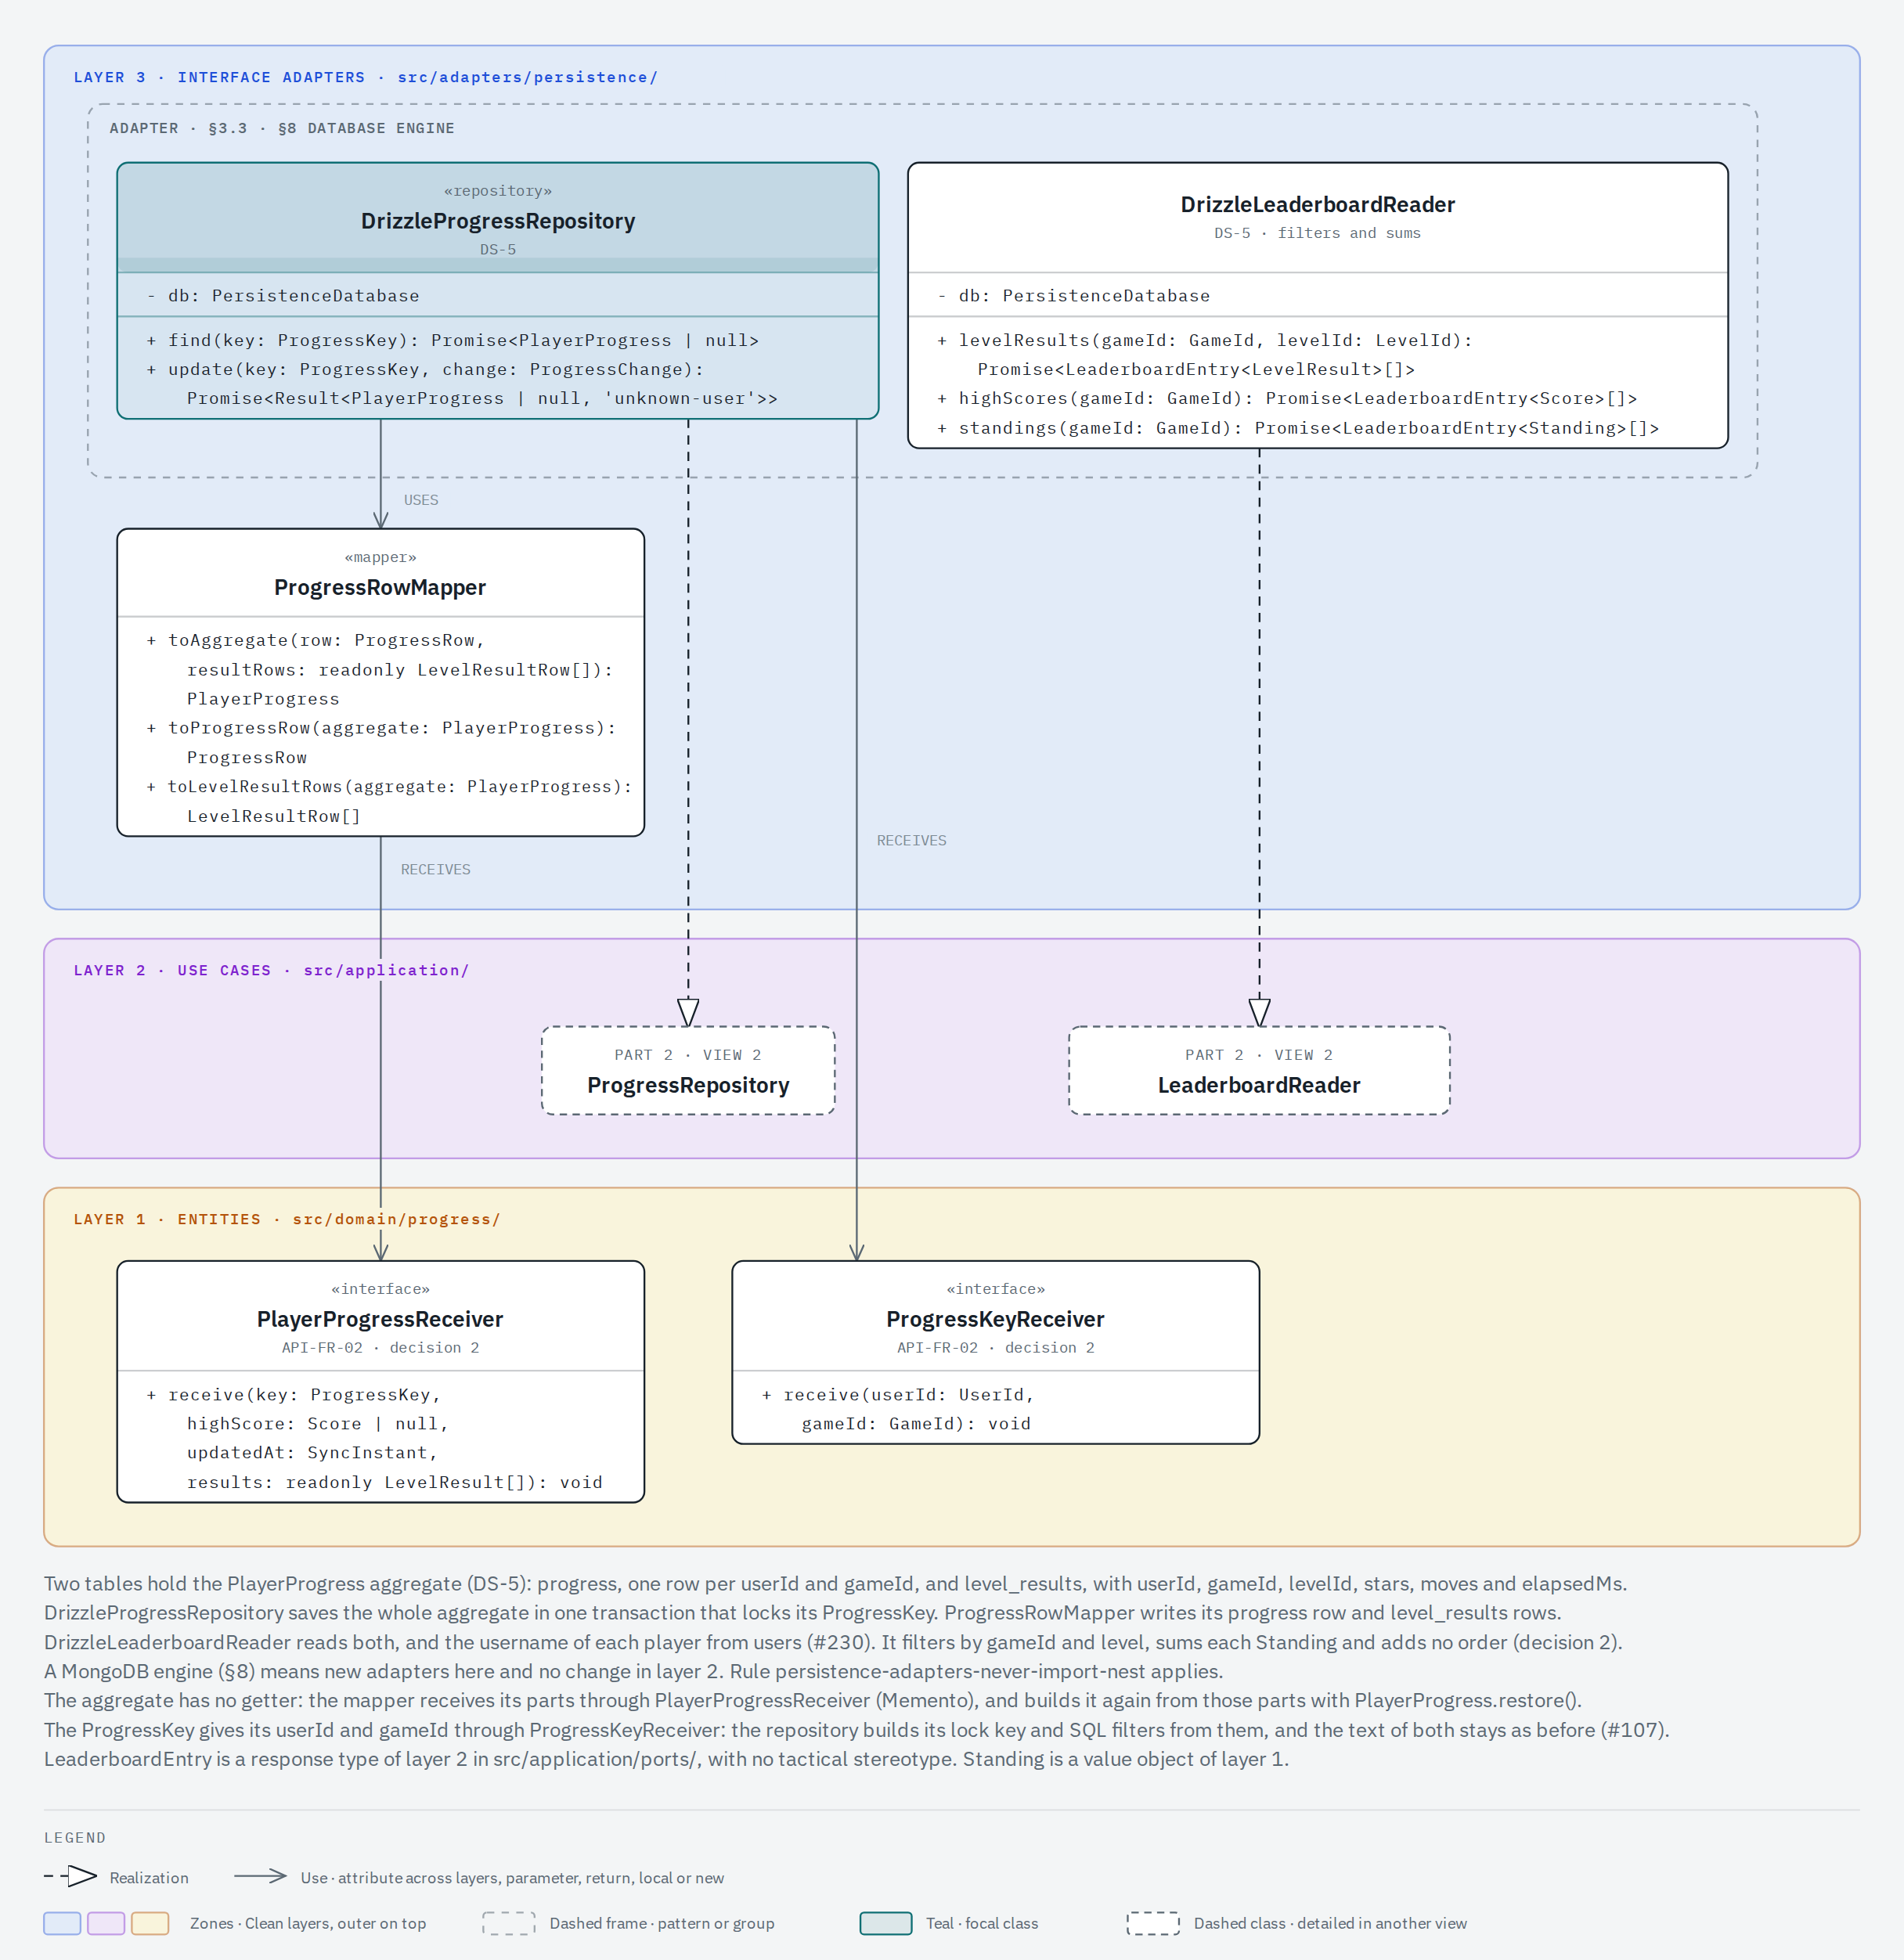 LAYER 3 · INTERFACE ADAPTERS · src/adapters/persistence/
ADAPTER · §3.3 · §8 DATABASE ENGINE
«repository»
DrizzleProgressRepository
DS-5
- db: PersistenceDatabase
+ find(key: ProgressKey): Promise<PlayerProgress | null>
+ update(key: ProgressKey, change: ProgressChange):
Promise<Result<PlayerProgress | null, 'unknown-user'>>
DrizzleLeaderboardReader
DS-5 · filters and sums
- db: PersistenceDatabase
+ levelResults(gameId: GameId, levelId: LevelId):
Promise<LeaderboardEntry<LevelResult>[]>
+ highScores(gameId: GameId): Promise<LeaderboardEntry<Score>[]>
+ standings(gameId: GameId): Promise<LeaderboardEntry<Standing>[]>
USES
«mapper»
ProgressRowMapper
+ toAggregate(row: ProgressRow,
resultRows: readonly LevelResultRow[]):
PlayerProgress
+ toProgressRow(aggregate: PlayerProgress):
ProgressRow
+ toLevelResultRows(aggregate: PlayerProgress):
LevelResultRow[]
RECEIVES
RECEIVES
LAYER 2 · USE CASES · src/application/
PART 2 · VIEW 2
ProgressRepository
PART 2 · VIEW 2
LeaderboardReader
LAYER 1 · ENTITIES · src/domain/progress/
«interface»
PlayerProgressReceiver
API-FR-02 · decision 2
+ receive(key: ProgressKey,
highScore: Score | null,
updatedAt: SyncInstant,
results: readonly LevelResult[]): void
«interface»
ProgressKeyReceiver
API-FR-02 · decision 2
+ receive(userId: UserId,
gameId: GameId): void
Two tables hold the PlayerProgress aggregate (DS-5): progress, one row per userId and gameId, and level_results, with userId, gameId, levelId, stars, moves and elapsedMs.
DrizzleProgressRepository saves the whole aggregate in one transaction that locks its ProgressKey. ProgressRowMapper writes its progress row and level_results rows.
DrizzleLeaderboardReader reads both, and the username of each player from users (#230). It filters by gameId and level, sums each Standing and adds no order (decision 2).
A MongoDB engine (§8) means new adapters here and no change in layer 2. Rule persistence-adapters-never-import-nest applies.
The aggregate has no getter: the mapper receives its parts through PlayerProgressReceiver (Memento), and builds it again from those parts with PlayerProgress.restore().
The ProgressKey gives its userId and gameId through ProgressKeyReceiver: the repository builds its lock key and SQL filters from them, and the text of both stays as before (#107).
LeaderboardEntry is a response type of layer 2 in src/application/ports/, with no tactical stereotype. Standing is a value object of layer 1.
LEGEND
Realization
Use · attribute across layers, parameter, return, local or new
Zones · Clean layers, outer on top
Dashed frame · pattern or group
Teal · focal class
Dashed class · detailed in another view